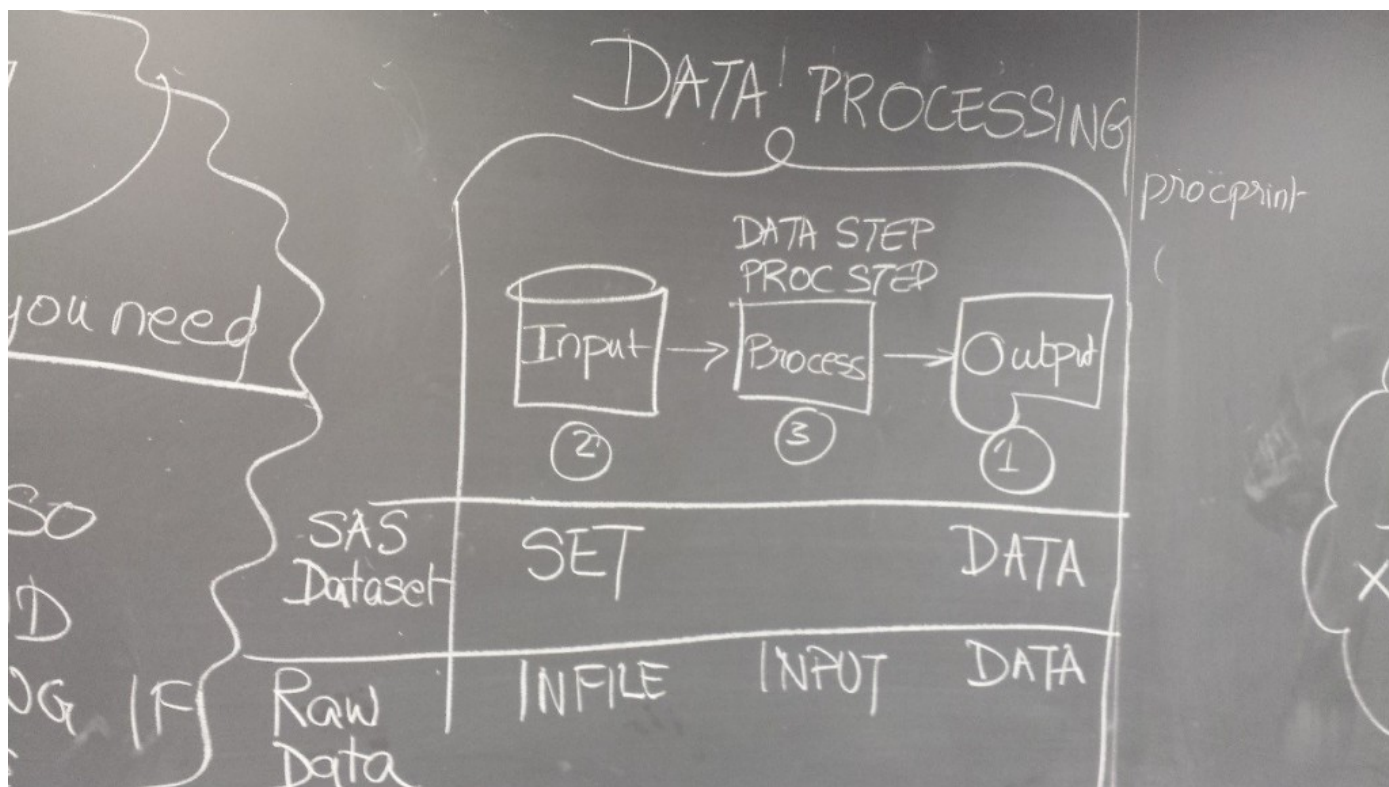 DATA PROCESSING
procprint
DATA STEP
PROC STEP
Input
Process
Output
2
3
1
you need
SAS
Dataset
SET
DATA
SO
D
IF
Raw
Data
INFILE
INPUT
DATA
X